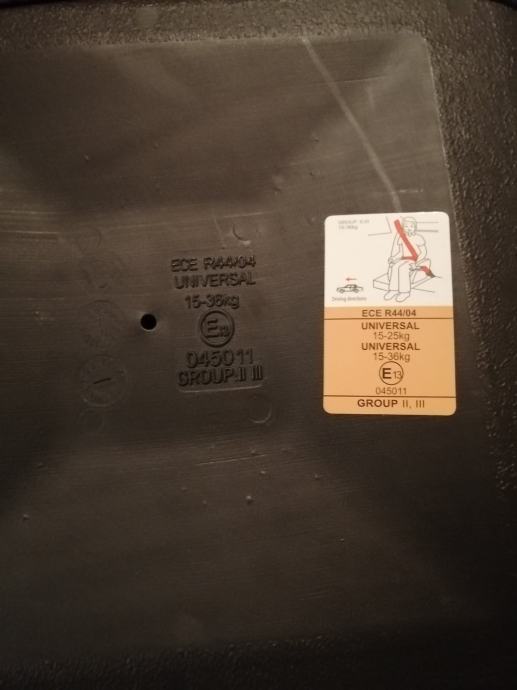 ECE R44/04
UNIVERSAL
15-36kg
E13
045011
GROUP II III
GROUP II, III
15-36kg
Driving directions
ECE R44/04
UNIVERSAL
15-25kg
UNIVERSAL
15-36kg
E13
045011
GROUP II, III